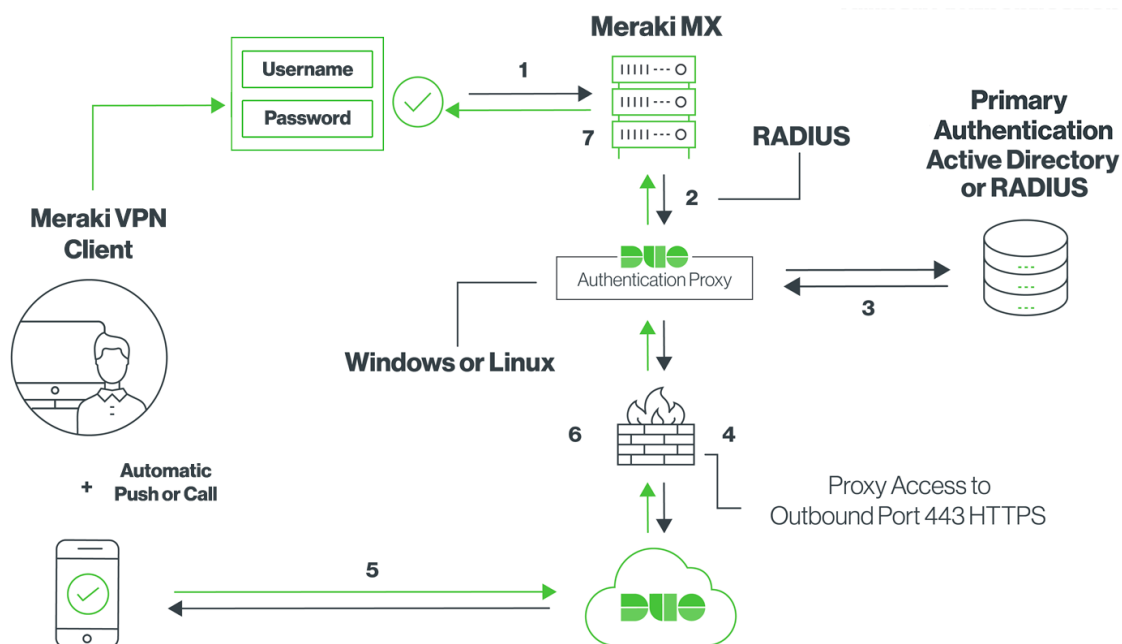 Meraki MX
Username
Password
1
7
RADIUS
2
Primary
Authentication
Active Directory
or RADIUS
Meraki VPN
Client
DUO
Authentication Proxy
3
Windows or Linux
6
4
Automatic
+ Push or Call
Proxy Access to
Outbound Port 443 HTTPS
5
DUO